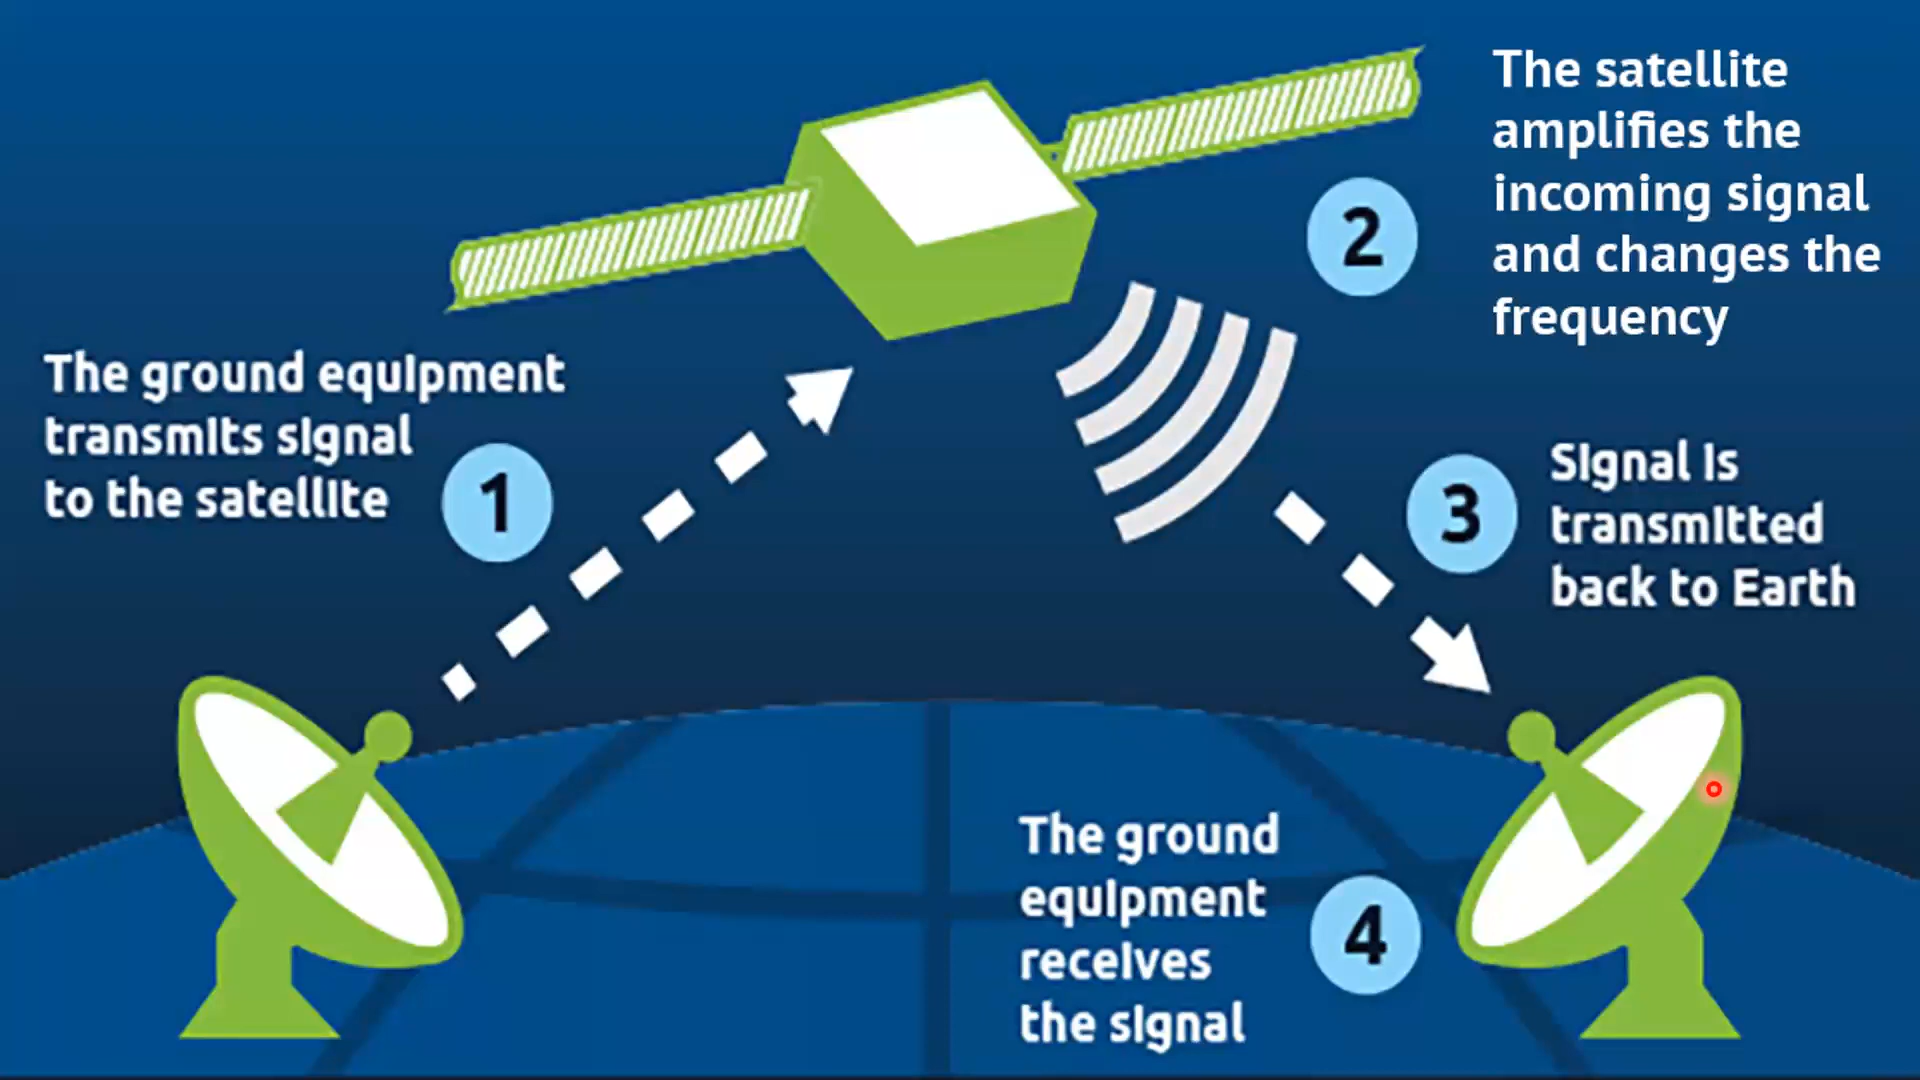 The ground equipment
transmits signal
to the satellite
1
The satellite
amplifies the
incoming signal
and changes the
frequency
2
3
Signal is
transmitted
back to Earth
The ground
equipment
receives
the signal
4